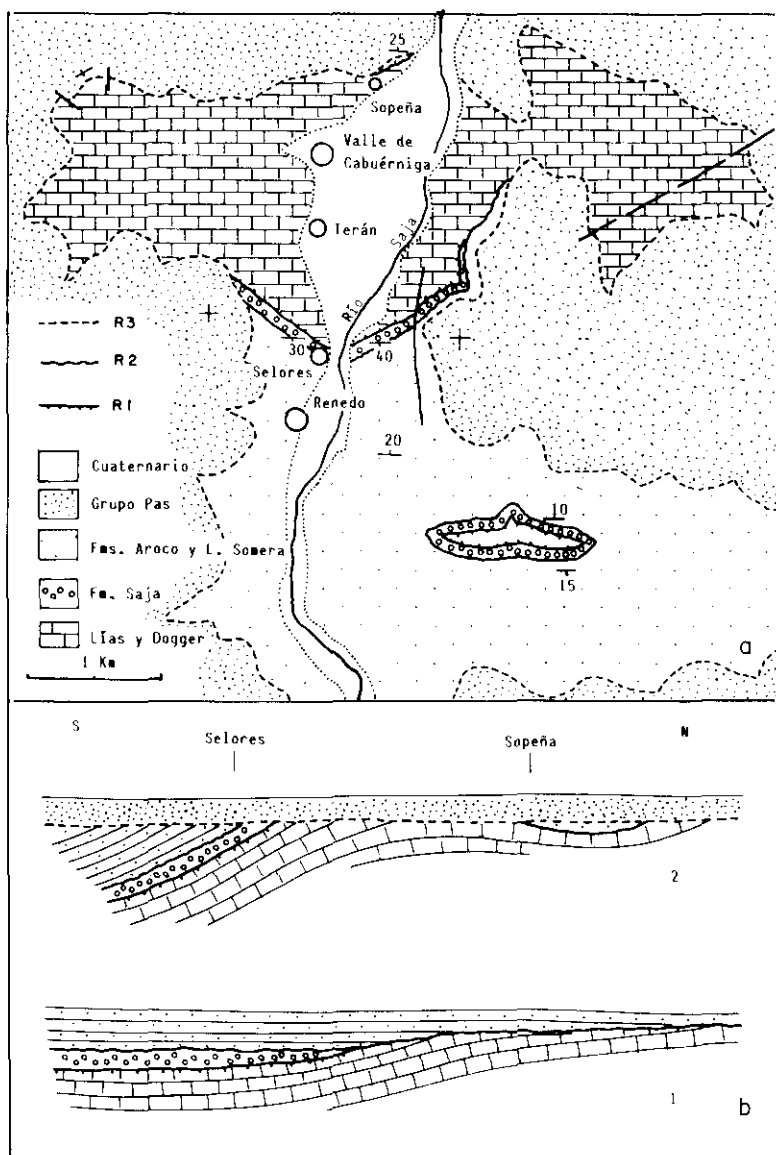 25
Sopeña
Valle de
Cabuérniga
Terán
Río Saja
R3
R2
R1
30
40
Selores
Renedo
20
Cuaternario
Grupo Pas
Fms. Aroco y L. Somera
Fm. Saja
Lías y Dogger
1 Km
10
15
a
S
Selores
Sopeña
N
2
1
b